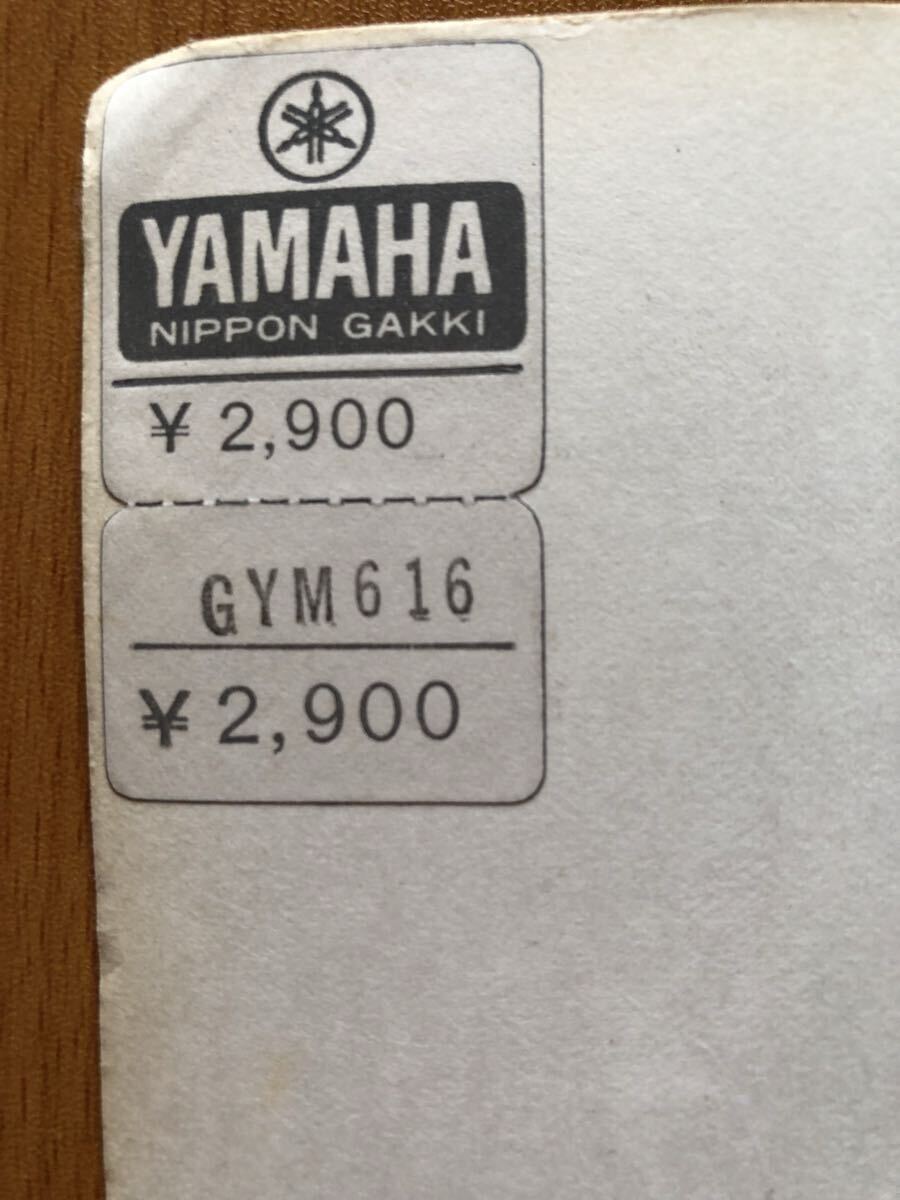 YAMAHA
NIPPON GAKKI
¥ 2,900
GYM616
¥2,900